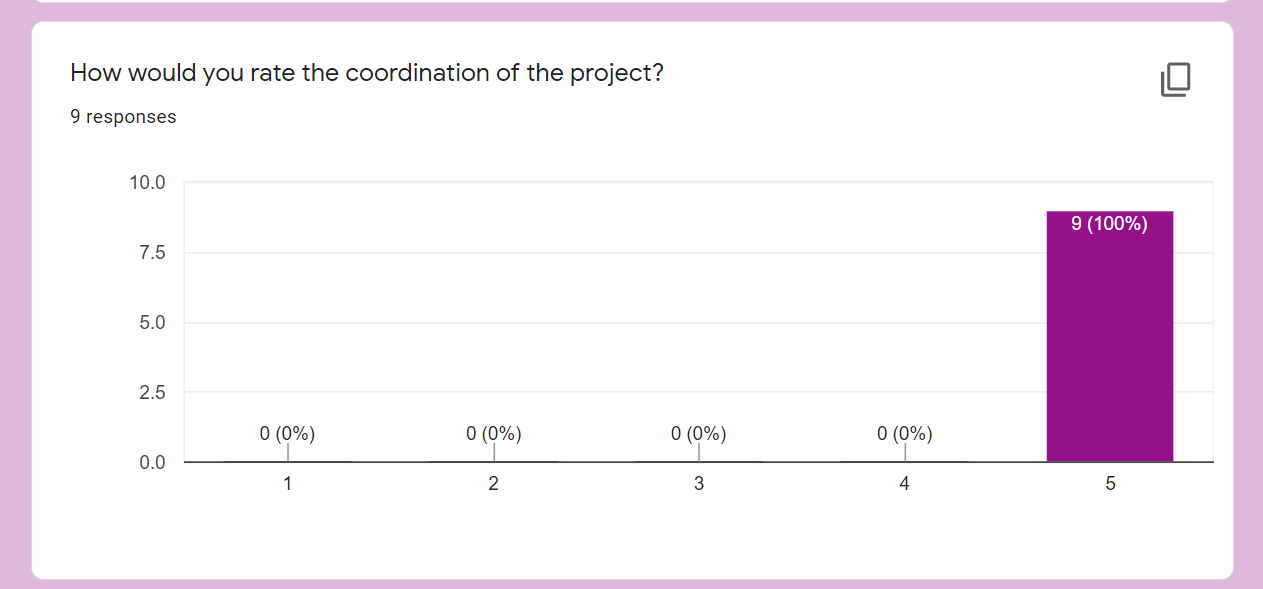 How would you rate the coordination of the project?
9 responses
10.0
7.5
5.0
2.5
0.0
0 (0%) 0 (0%) 0 (0%) 0 (0%) 9 (100%)
1 2 3 4 5